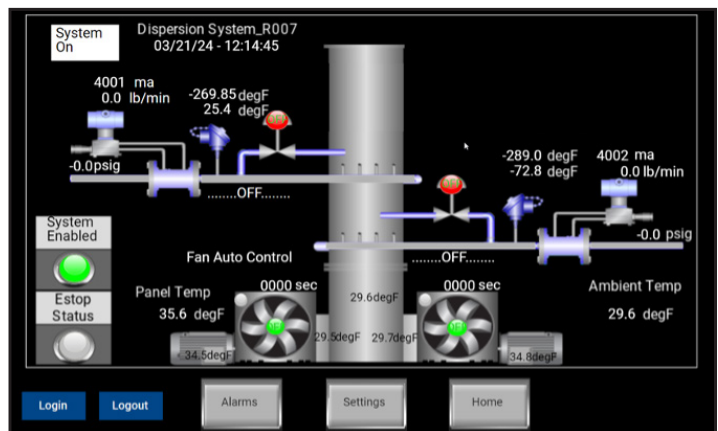 System On
Dispersion System_R007
03/21/24 - 12:14:45
4001 ma
0.0 lb/min
-269.85 degF
25.4 degF
-0.0psig
........OFF........
-289.0 degF
-72.8 degF
4002 ma
0.0 lb/min
-0.0 psig
........OFF........
System
Enabled
Estop
Status
Fan Auto Control
Panel Temp
35.6 degF
0000 sec
29.6degF
0000 sec
Ambient Temp
29.6 degF
29.5degF
29.7degF
34.5degF
34.8degF
Login
Logout
Alarms
Settings
Home